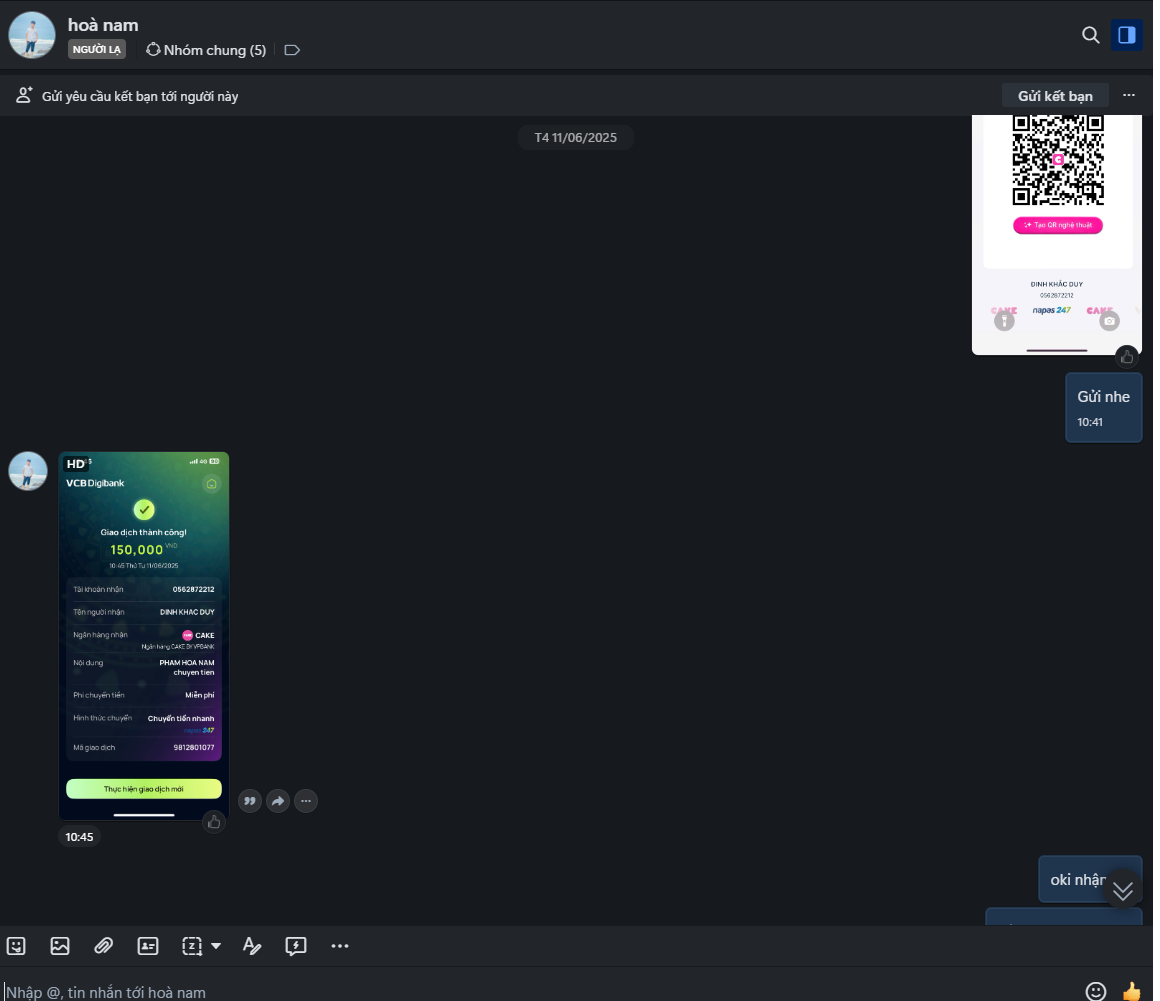 hoà nam
NGƯỜI LẠ
Nhóm chung (5)
Gửi yêu cầu kết bạn tới người này
Gửi kết bạn
T4 11/06/2025
Tạo QR nghệ thuật
ĐINH KHẮC DUY
0562872212
CAKE napas 247 CAKE
Gửi nhe
10:41
HD
4G
VCB Digibank
Giao dịch thành công!
150,000 VND
10:45 Thứ Tư 11/06/2025
Tài khoản nhận 0562872212
Tên người nhận DINH KHAC DUY
Ngân hàng nhận CAKE
Ngân hàng CAKE BY VPBANK
Nội dung PHAM HOA NAM
chuyen tien
Phí chuyển tiền Miễn phí
Hình thức chuyển Chuyển tiền nhanh
napas 247
Mã giao dịch 9812801077
Thực hiện giao dịch mới
10:45
oki nhận
Nhập @, tin nhắn tới hoà nam